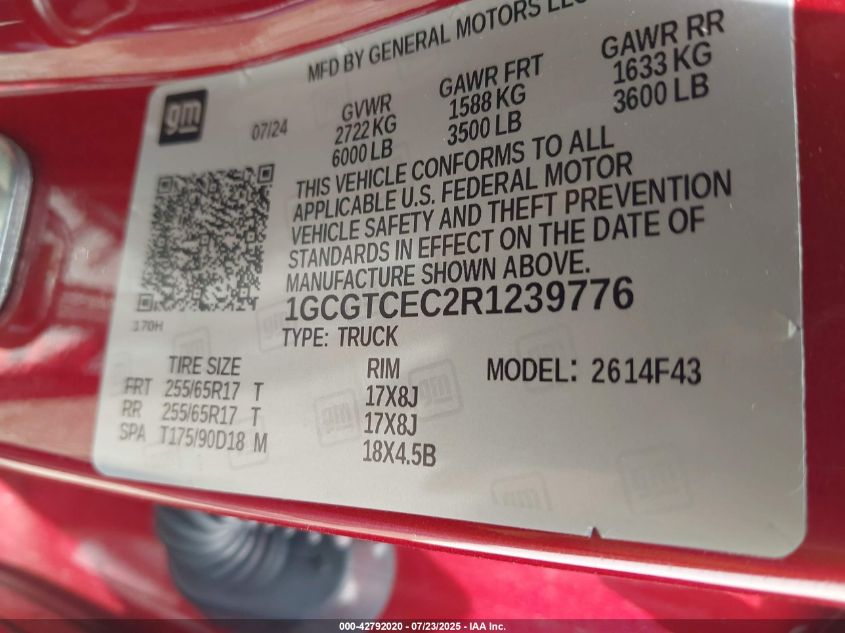 MFD BY GENERAL MOTORS LLC
gm
07/24
GVWR
2722 KG
6000 LB
GAWR FRT
1588 KG
3500 LB
GAWR RR
1633 KG
3600 LB
THIS VEHICLE CONFORMS TO ALL
APPLICABLE U.S. FEDERAL MOTOR
VEHICLE SAFETY AND THEFT PREVENTION
STANDARDS IN EFFECT ON THE DATE OF
MANUFACTURE SHOWN ABOVE.
1GCGTCEC2R1239776
170H
TYPE: TRUCK
TIRE SIZE RIM MODEL: 2614F43
FRT 255/65R17 T 17X8J
RR 255/65R17 T 17X8J
SPA T175/90D18 M 18X4.5B
000-42792020 - 07/23/2025 - IAA Inc.